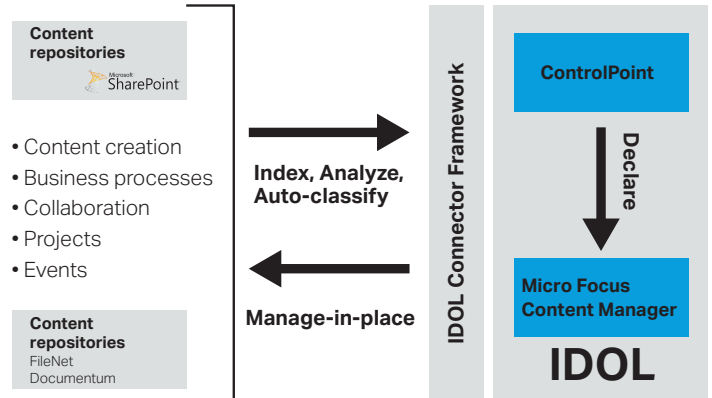 Content
repositories
Microsoft
SharePoint
• Content creation
• Business processes
• Collaboration
• Projects
• Events
Content
repositories
FileNet
Documentum
Index, Analyze,
Auto-classify
Manage-in-place
IDOL Connector Framework
ControlPoint
Declare
Micro Focus
Content Manager
IDOL